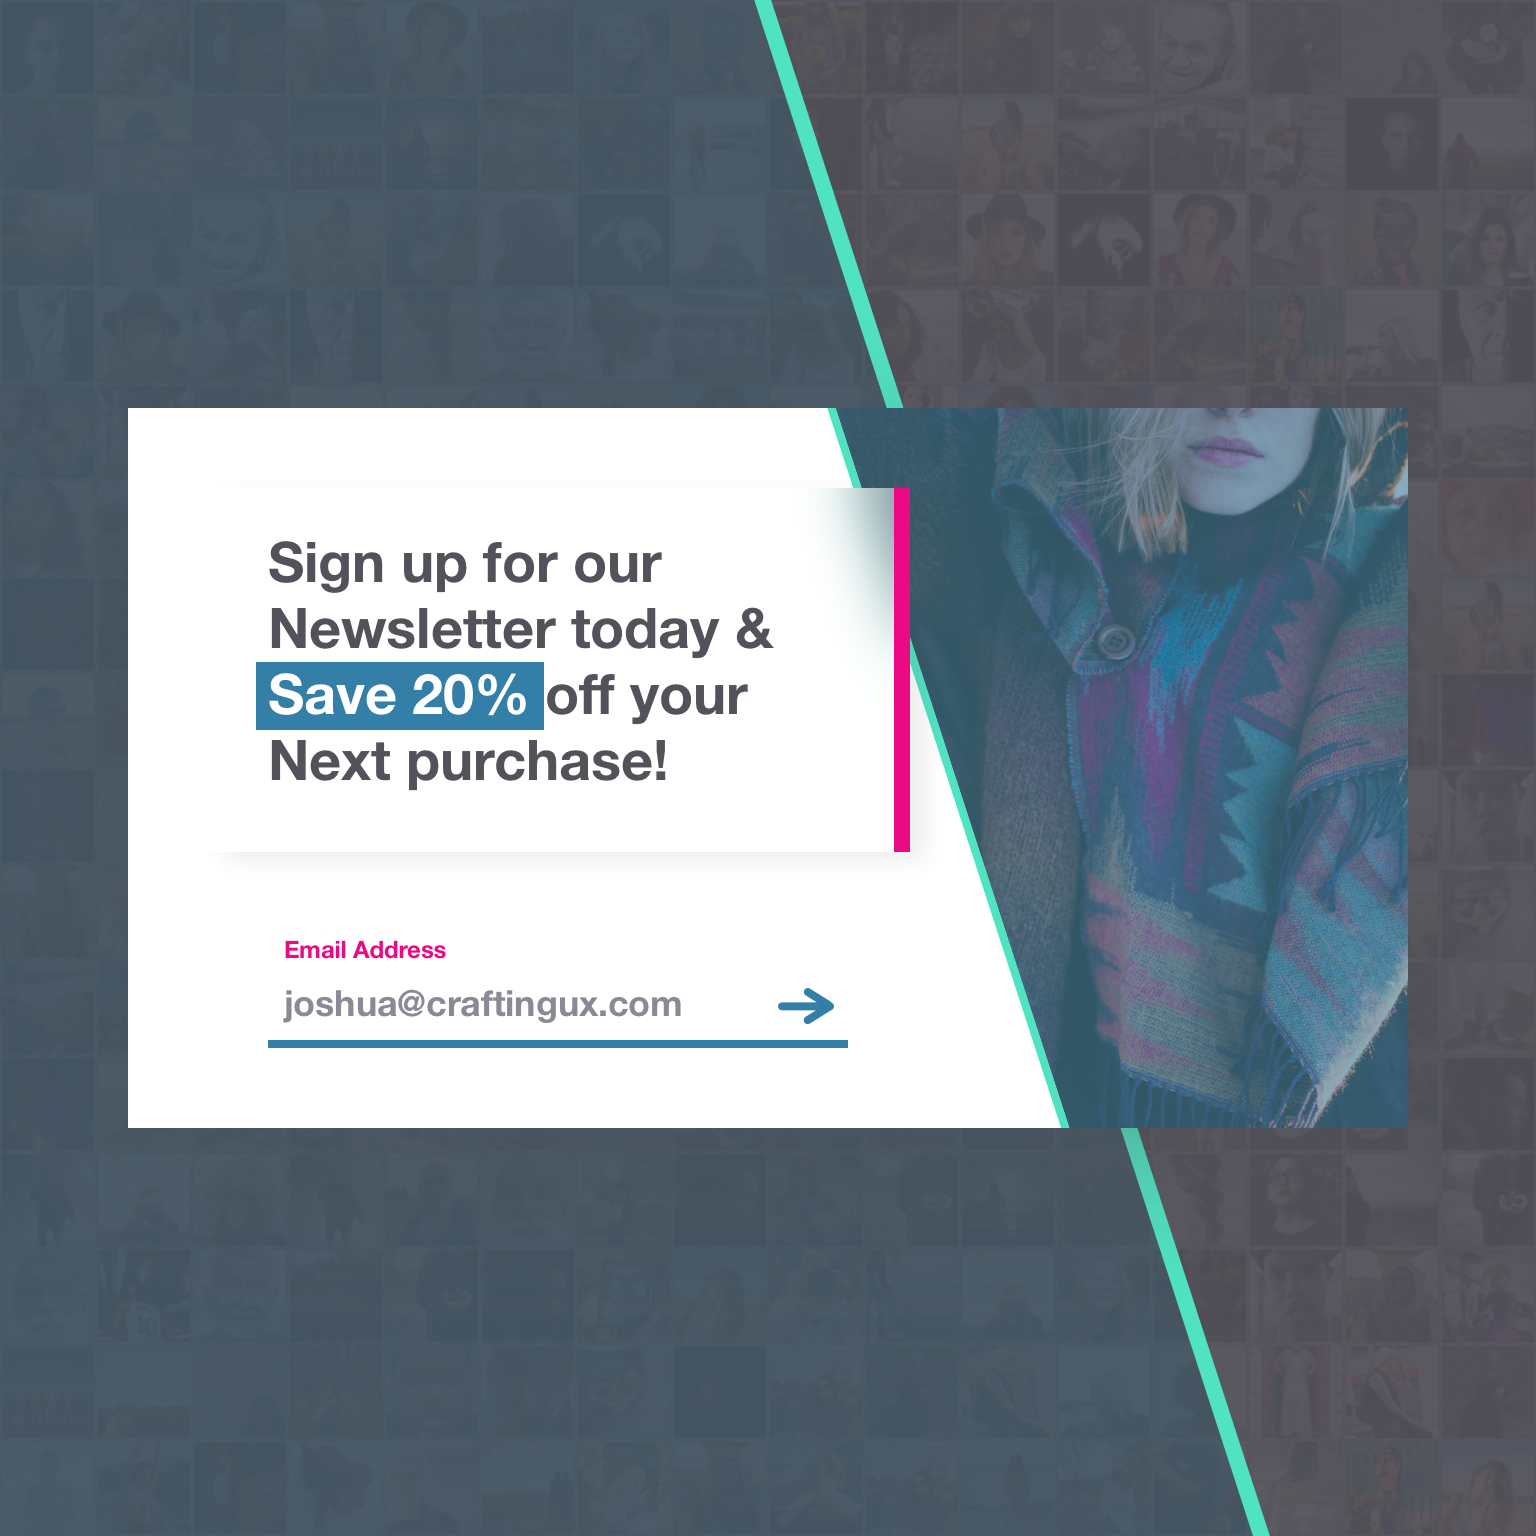 Sign up for our
Newsletter today &
Save 20% off your
Next purchase!
Email Address
joshua@craftingux.com